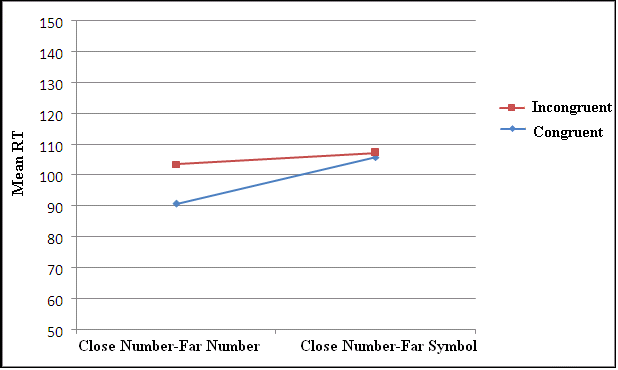 150
140
130
120
110
100
90
80
70
60
50
Mean RT
Close Number-Far Number
Close Number-Far Symbol
Incongruent
Congruent